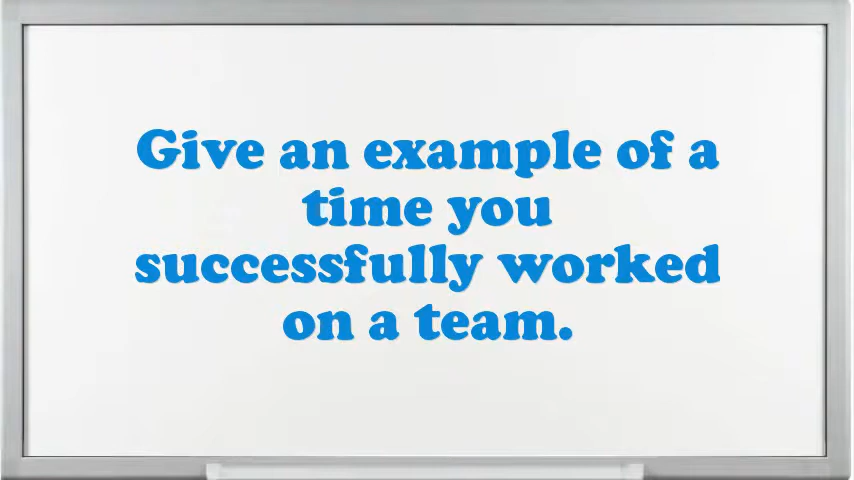 Give an example of a
time you
successfully worked
on a team.